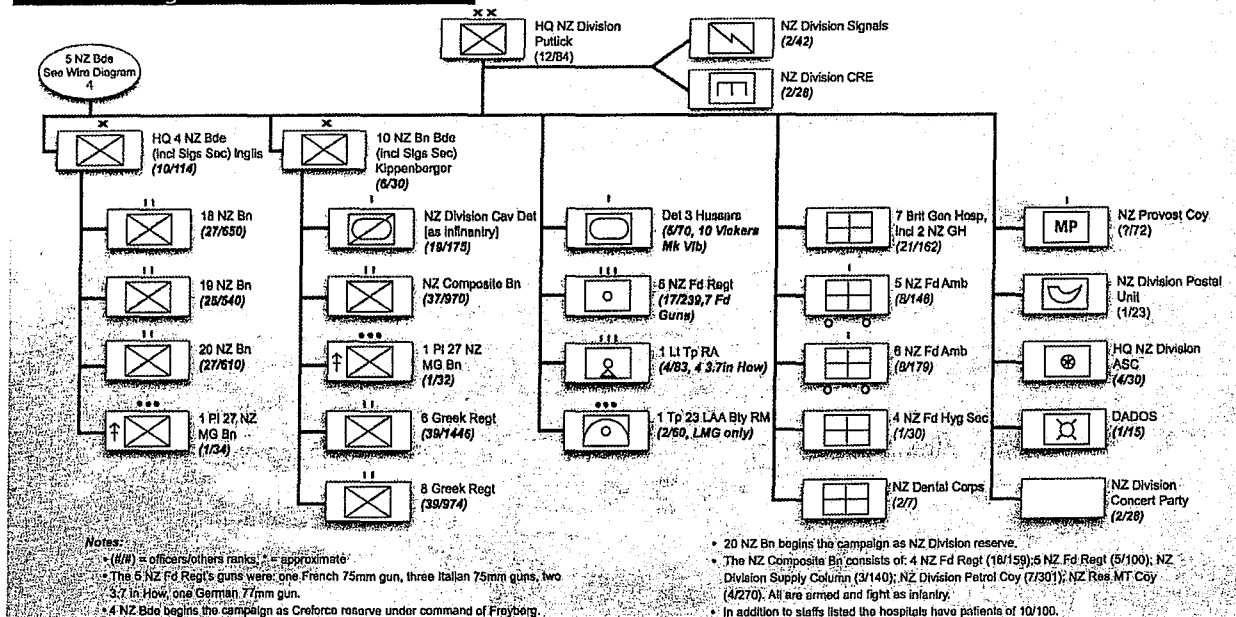 HQ NZ Division
Puttick
(12/84)
NZ Division Signals
(2/42)
NZ Division CRE
(2/28)
5 NZ Bde
See Wire Diagram
4
HQ 4 NZ Bde
(incl Sigs Sec) Inglis
(10/114)
18 NZ Bn
(27/650)
19 NZ Bn
(25/540)
20 NZ Bn
(27/610)
1 Pl 27 NZ
MG Bn
(1/34)
10 NZ Bn Bde
(incl Sigs Sec)
Kippenberger
(6/30)
NZ Division Cav Det
[as infinantry]
(19/175)
NZ Composite Bn
(37/970)
1 Pl 27 NZ
MG Bn
(1/32)
6 Greek Regt
(39/1446)
8 Greek Regt
(39/974)
Det 3 Hussars
(5/70, 10 Vickers
Mk VIb)
5 NZ Fd Regt
(17/239,7 Fd
Guns)
1 Lt Tp RA
(4/83, 4 3.7in How)
1 Tp 23 LAA Bty RM
(2/60, LMG only)
7 Brit Gen Hosp,
Incl 2 NZ GH
(21/162)
5 NZ Fd Amb
(8/146)
6 NZ Fd Amb
(8/179)
4 NZ Fd Hyg Sec
(1/30)
NZ Dental Corps
(2/7)
MP
NZ Provost Coy
(?/72)
NZ Division Postal
Unit
(1/23)
HQ NZ Division
ASC
(4/30)
DADOS
(1/15)
NZ Division
Concert Party
(2/28)
Notes:
• (#/#) = officers/others ranks, * = approximate
• The 5 NZ Fd Regt's guns were: one French 75mm gun, three Italian 75mm guns, two
3.7 in How, one German 77mm gun.
• 4 NZ Bde begins the campaign as Creforce reserve under command of Freyberg.
• 20 NZ Bn begins the campaign as NZ Division reserve.
• The NZ Composite Bn consists of: 4 NZ Fd Regt (16/159);5 NZ Fd Regt (5/100); NZ
Division Supply Column (3/140); NZ Division Petrol Coy (7/301); NZ Res MT Coy
(4/270). All are armed and fight as infantry.
• In addition to staffs listed the hospitals have patients of 10/100.